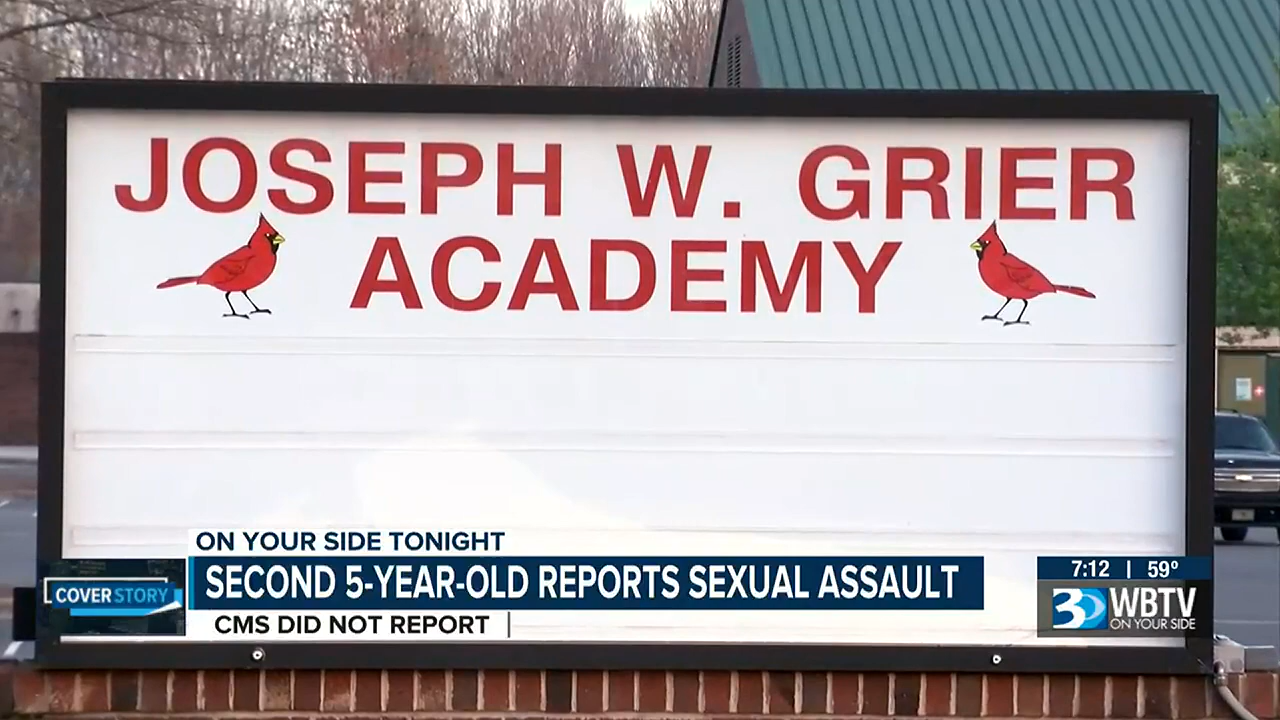 JOSEPH W. GRIER
ACADEMY
ON YOUR SIDE TONIGHT
COVER STORY
SECOND 5-YEAR-OLD REPORTS SEXUAL ASSAULT
CMS DID NOT REPORT
7:12 | 59°
3 WBTV
ON YOUR SIDE